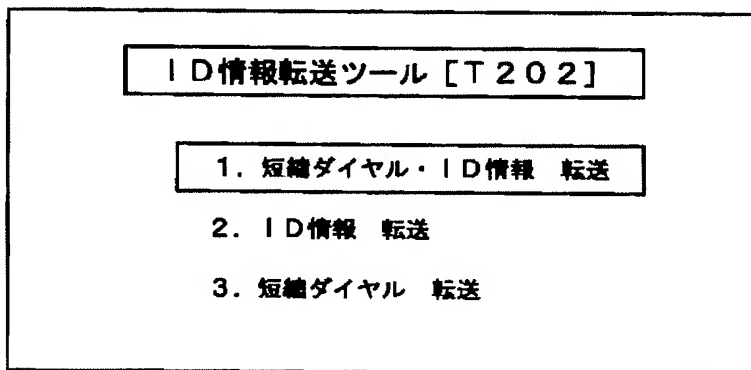 ＩＤ情報転送ツール［Ｔ２０２］
１．短縮ダイヤル・ＩＤ情報　転送
２．ＩＤ情報　転送
３．短縮ダイヤル　転送